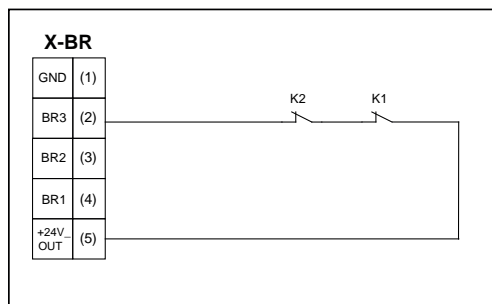 X-BR
GND (1)
K2 K1
BR3 (2)
BR2 (3)
BR1 (4)
+24V_
OUT (5)